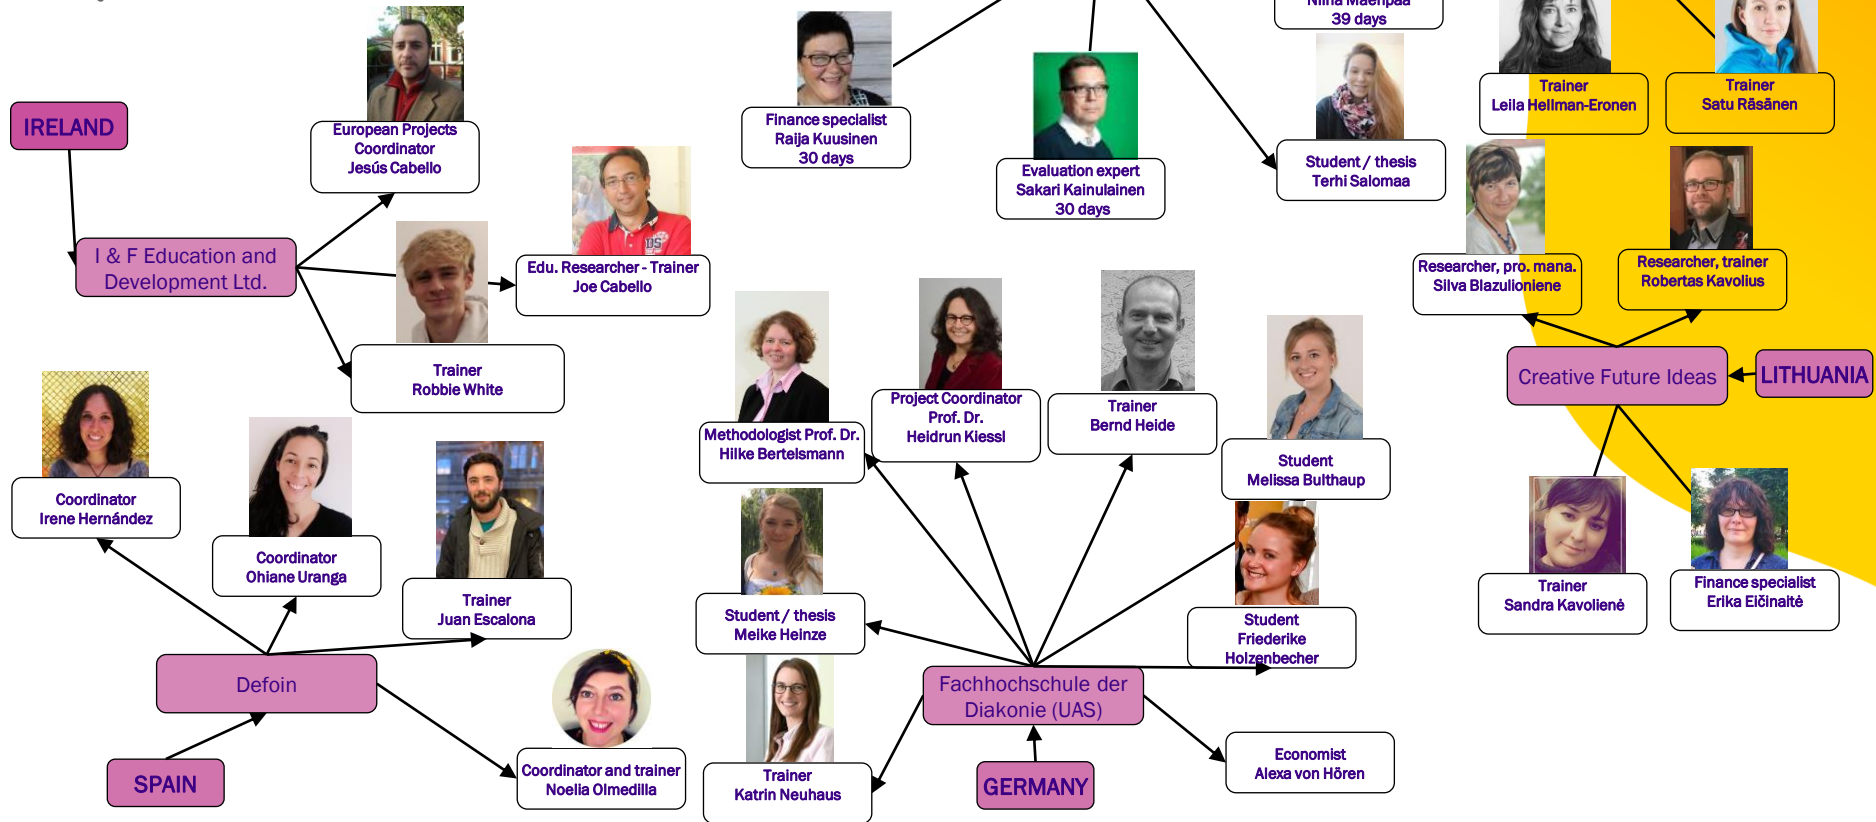 Niina Mäenpää
39 days
Trainer
Leila Hellman-Eronen
Trainer
Satu Räsänen
IRELAND
European Projects
Coordinator
Jesús Cabello
Finance specialist
Raija Kuusinen
30 days
Evaluation expert
Sakari Kainulainen
30 days
Student / thesis
Terhi Salomaa
I & F Education and
Development Ltd.
Edu. Researcher - Trainer
Joe Cabello
Trainer
Robbie White
Researcher, pro. mana.
Silva Blazulioniene
Researcher, trainer
Robertas Kavolius
Creative Future Ideas
LITHUANIA
Methodologist Prof. Dr.
Hilke Bertelsmann
Project Coordinator
Prof. Dr.
Heidrun Kiessl
Trainer
Bernd Heide
Student
Melissa Bulthaup
Coordinator
Irene Hernández
Coordinator
Ohiane Uranga
Trainer
Juan Escalona
Student / thesis
Meike Heinze
Student
Friederike
Holzenbecher
Trainer
Sandra Kavolienė
Finance specialist
Erika Eičinaitė
Defoin
SPAIN
Coordinator and trainer
Noelia Olmedilla
Trainer
Katrin Neuhaus
Fachhochschule der
Diakonie (UAS)
GERMANY
Economist
Alexa von Hören